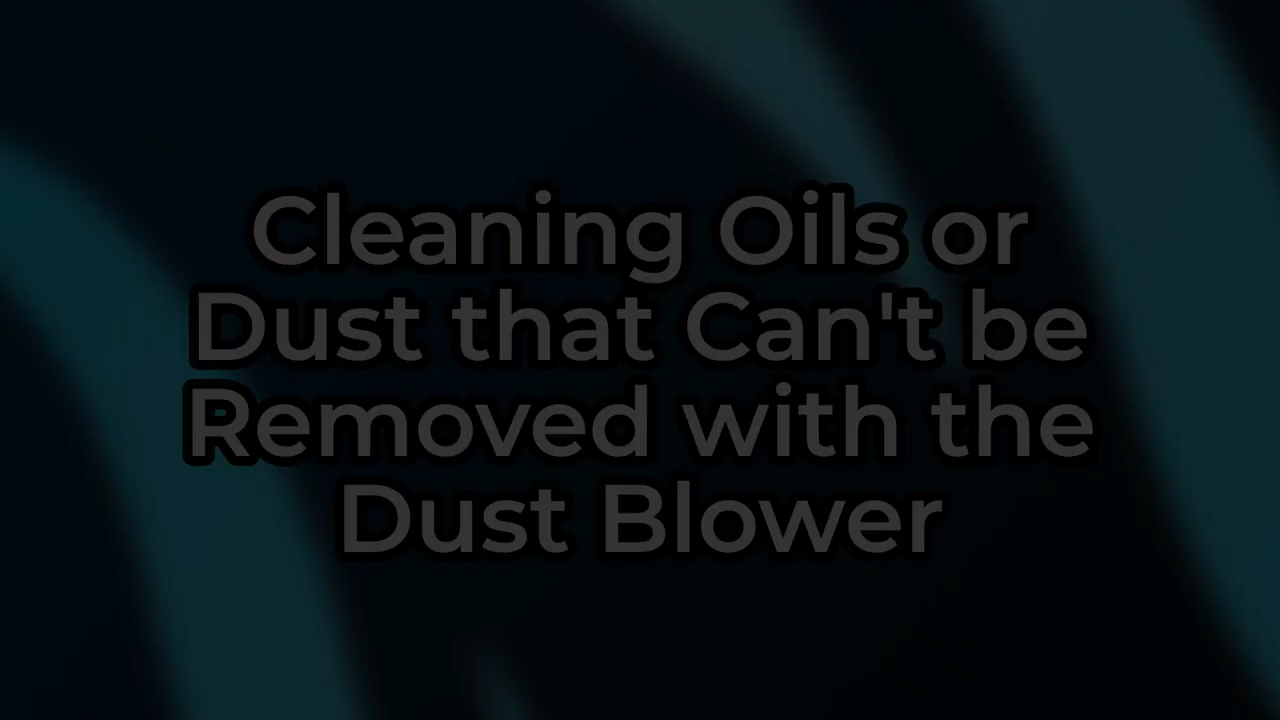 Cleaning Oils or
Dust that Can't be
Removed with the
Dust Blower